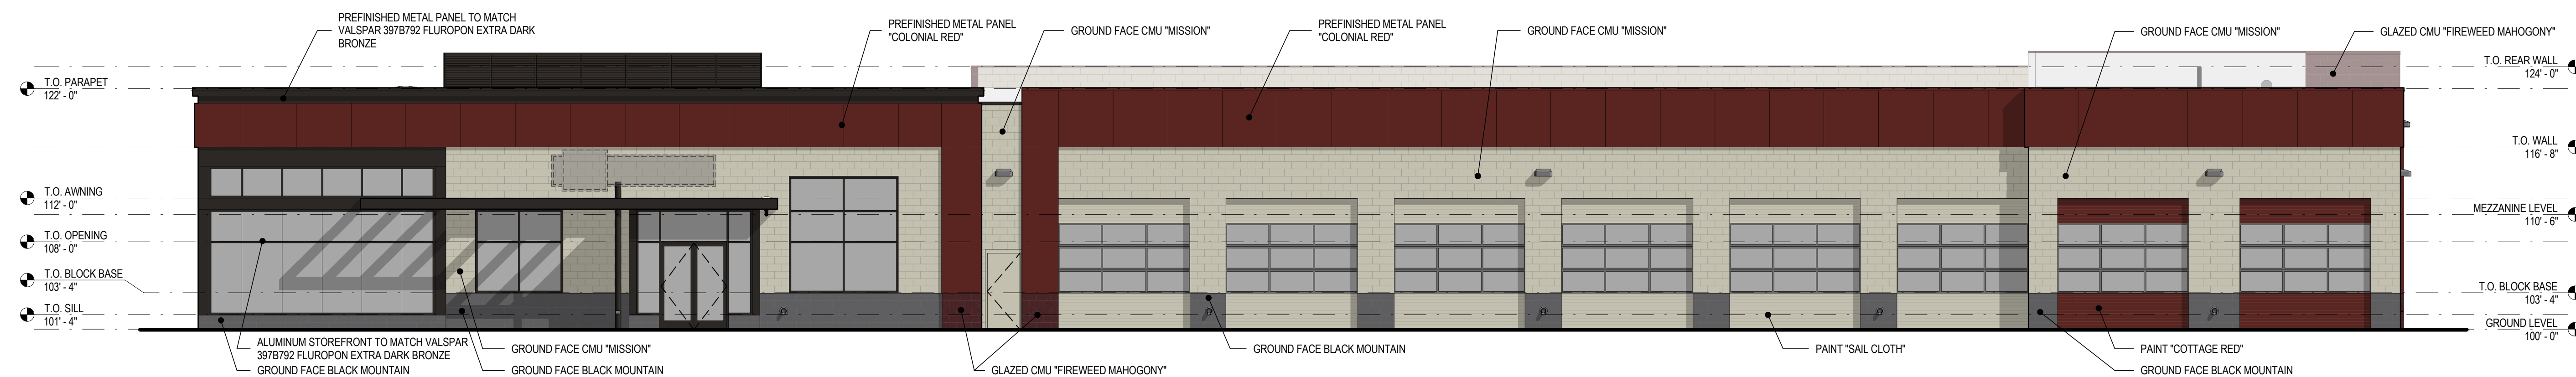 PREFINISHED METAL PANEL TO MATCH
VALSPAR 397B792 FLUROPON EXTRA DARK
BRONZE
PREFINISHED METAL PANEL
"COLONIAL RED"
GROUND FACE CMU "MISSION"
PREFINISHED METAL PANEL
"COLONIAL RED"
GROUND FACE CMU "MISSION"
GROUND FACE CMU "MISSION"
GLAZED CMU "FIREWEED MAHOGONY"
T.O. PARAPET
122' - 0"
T.O. AWNING
112' - 0"
T.O. OPENING
108' - 0"
T.O. BLOCK BASE
103' - 4"
T.O. SILL
101' - 4"
T.O. REAR WALL
124' - 0"
T.O. WALL
116' - 8"
MEZZANINE LEVEL
110' - 6"
T.O. BLOCK BASE
103' - 4"
GROUND LEVEL
100' - 0"
ALUMINUM STOREFRONT TO MATCH VALSPAR
397B792 FLUROPON EXTRA DARK BRONZE
GROUND FACE BLACK MOUNTAIN
GROUND FACE CMU "MISSION"
GROUND FACE BLACK MOUNTAIN
GLAZED CMU "FIREWEED MAHOGONY"
GROUND FACE BLACK MOUNTAIN
PAINT "SAIL CLOTH"
PAINT "COTTAGE RED"
GROUND FACE BLACK MOUNTAIN